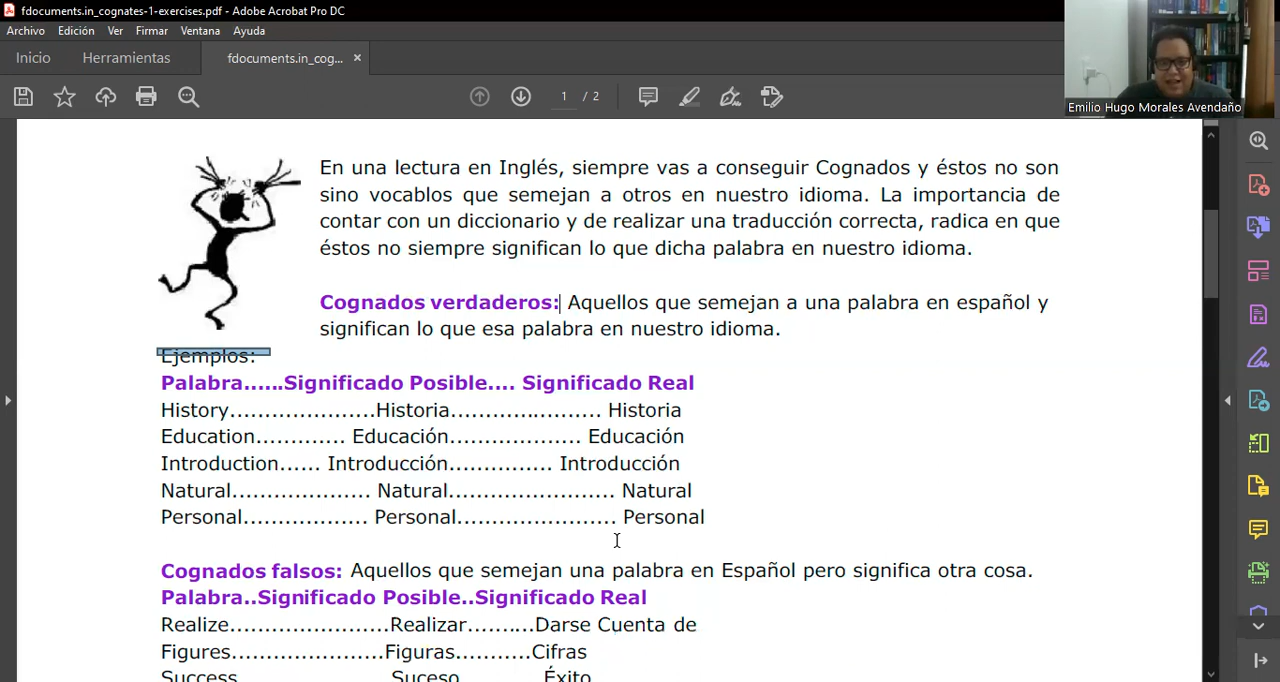 fdocuments.in_cognates-1-exercises.pdf - Adobe Acrobat Pro DC
Archivo Edición Ver Firmar Ventana Ayuda
Inicio Herramientas fdocuments.in_cog... ×
1 / 2
Emilio Hugo Morales Avendaño
En una lectura en Inglés, siempre vas a conseguir Cognados y éstos no son
sino vocablos que semejan a otros en nuestro idioma. La importancia de
contar con un diccionario y de realizar una traducción correcta, radica en que
éstos no siempre significan lo que dicha palabra en nuestro idioma.
Cognados verdaderos: Aquellos que semejan a una palabra en español y
significan lo que esa palabra en nuestro idioma.
Ejemplos:
Palabra......Significado Posible.... Significado Real
History.....................Historia...................... Historia
Education............. Educación................... Educación
Introduction...... Introducción............... Introducción
Natural.................... Natural........................ Natural
Personal.................. Personal....................... Personal
Cognados falsos: Aquellos que semejan una palabra en Español pero significa otra cosa.
Palabra..Significado Posible..Significado Real
Realize.......................Realizar..........Darse Cuenta de
Figures......................Figuras...........Cifras
Success Suceso Éxito